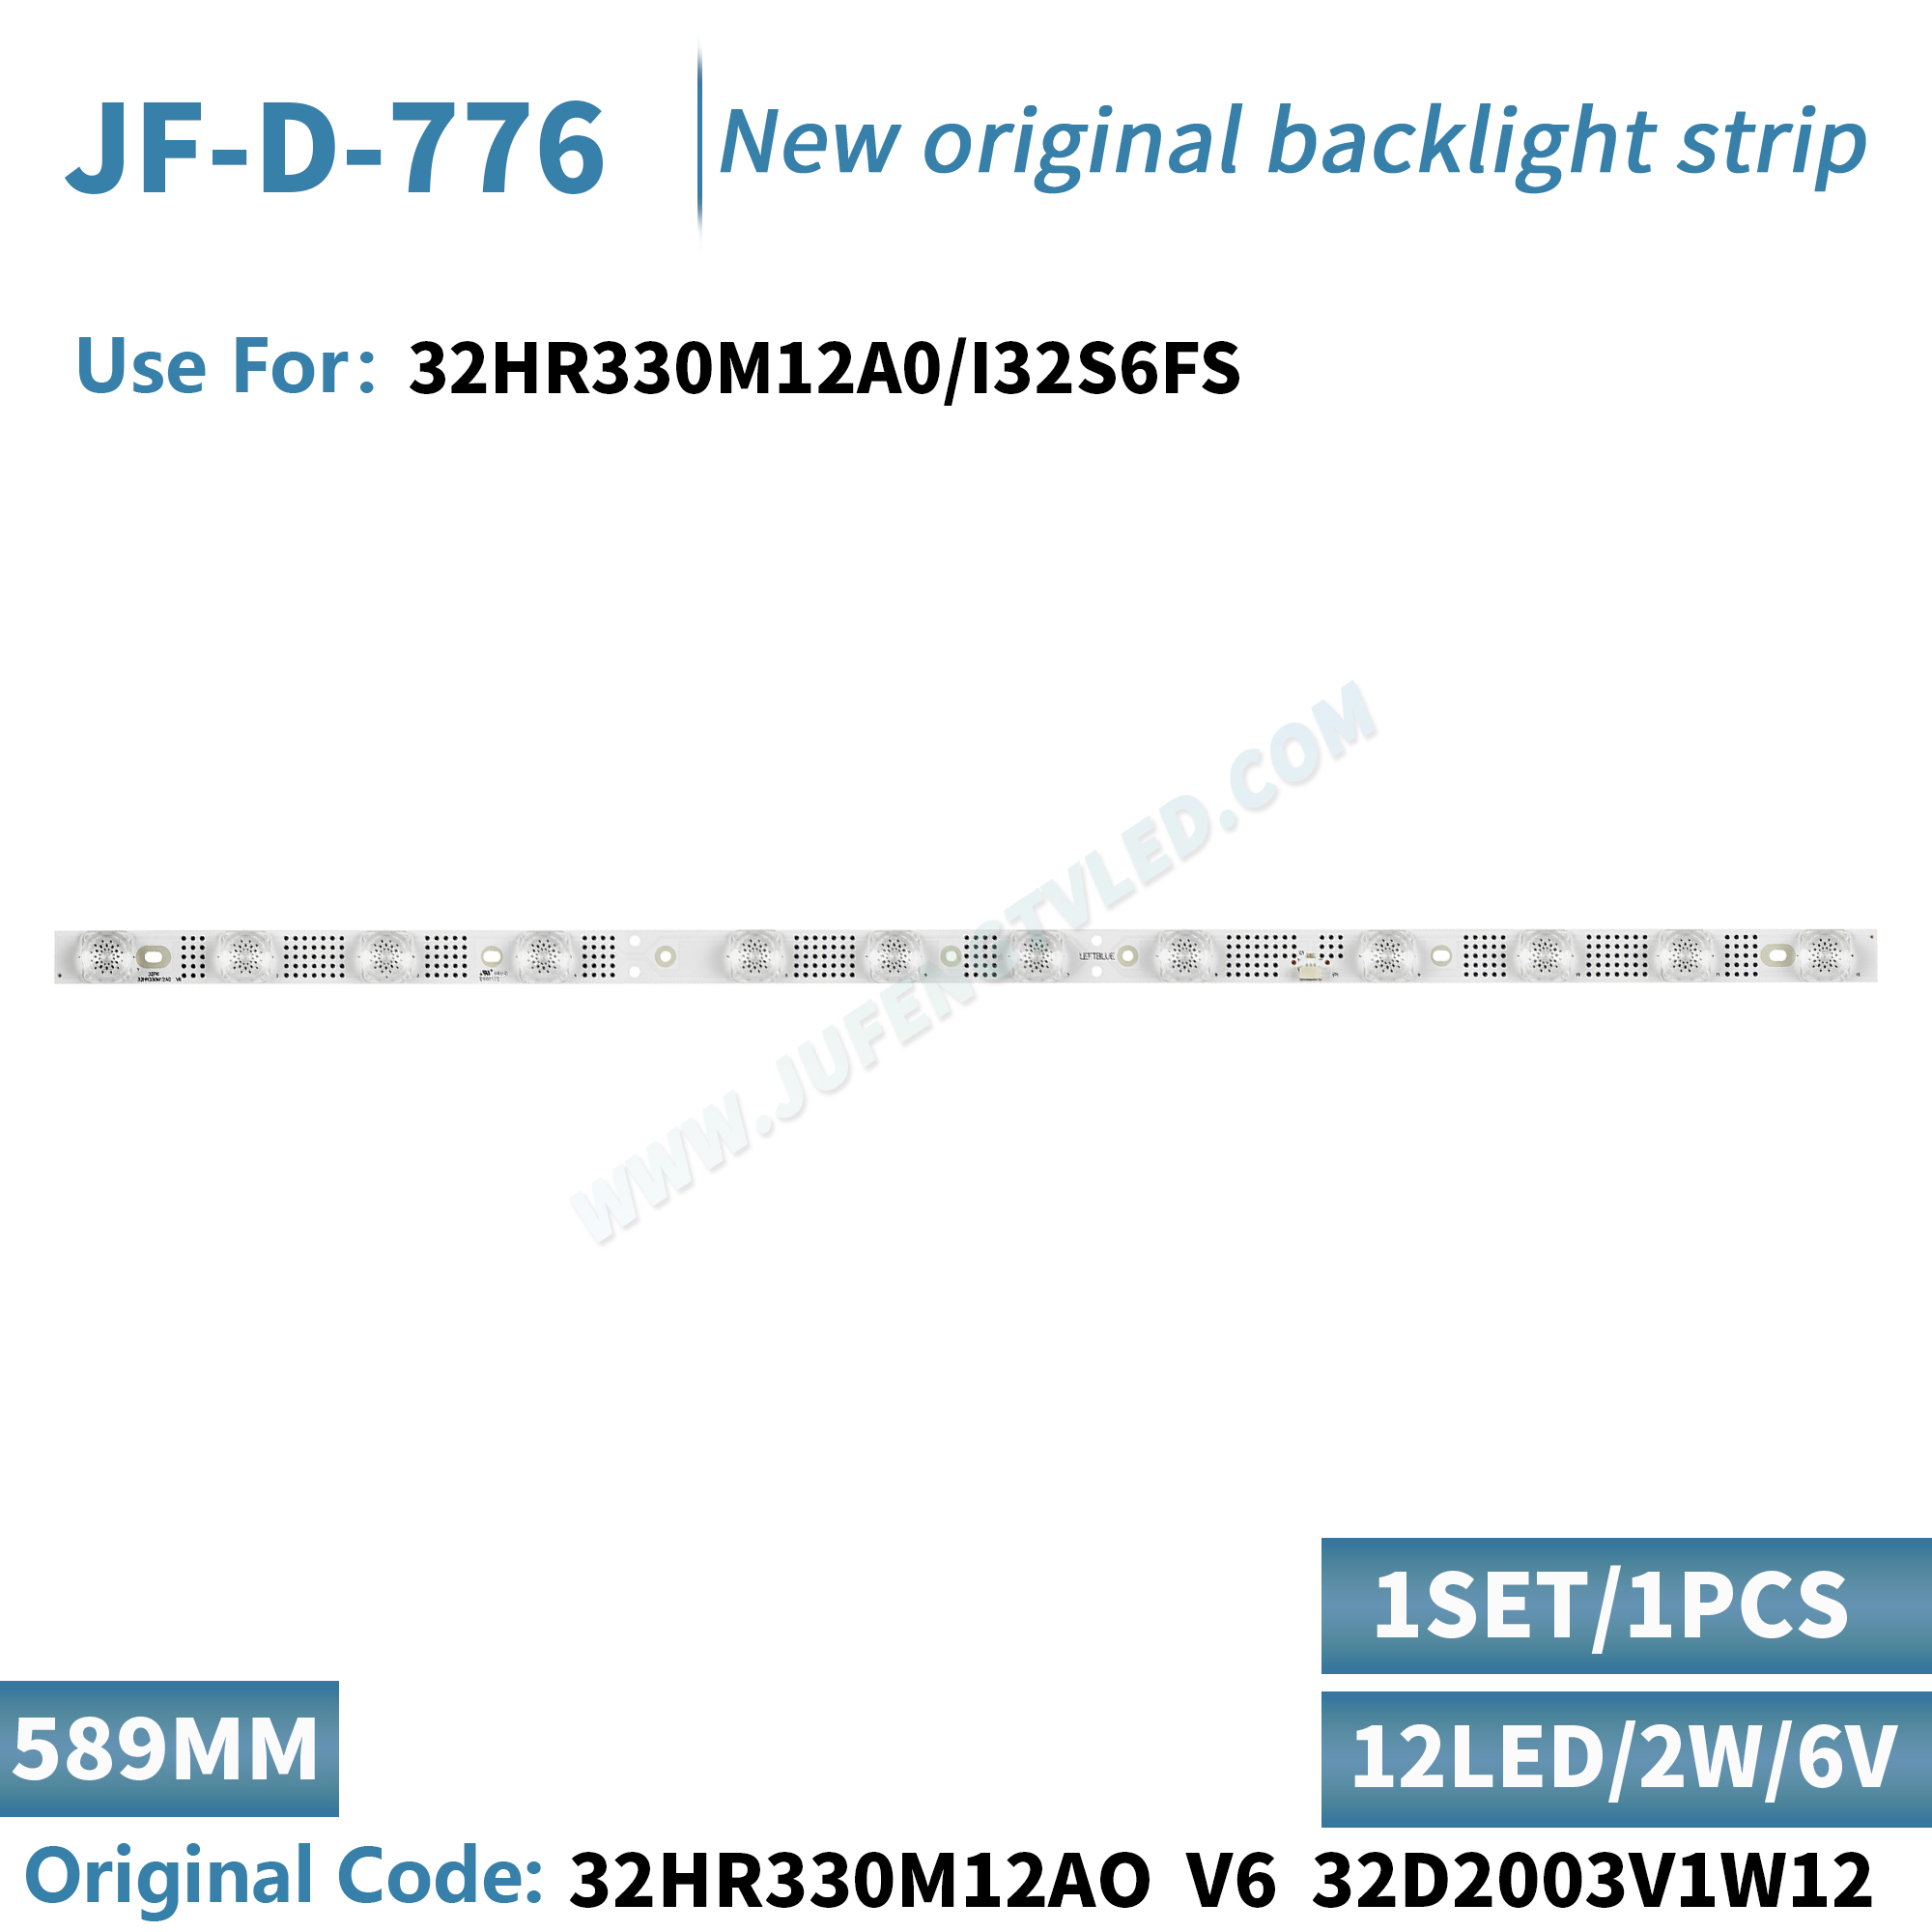 JF-D-776
New original backlight strip
Use For: 32HR330M12A0/I32S6FS
WWW.JUFENSTVLED.COM
LEFTBLUE
1SET/1PCS
589MM
12LED/2W/6V
Original Code: 32HR330M12AO V6 32D2003V1W12